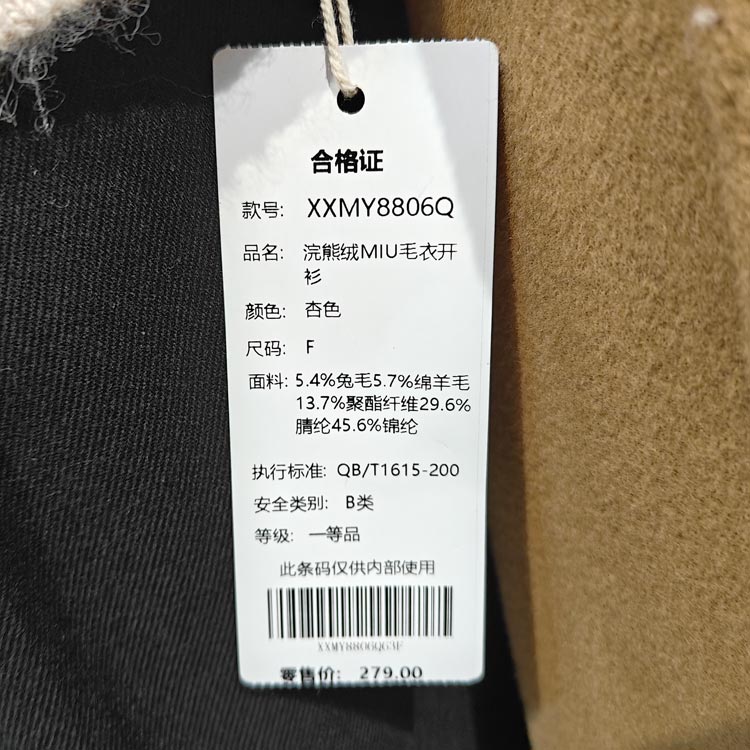 合格证
款号: XXMY8806Q
品名: 浣熊绒MIU毛衣开
衫
颜色: 杏色
尺码: F
面料: 5.4%兔毛5.7%绵羊毛
13.7%聚酯纤维29.6%
腈纶45.6%锦纶
执行标准: QB/T1615-200
安全类别: B类
等级: 一等品
此条码仅供内部使用
XXMY8806QG3F
零售价: 279.00